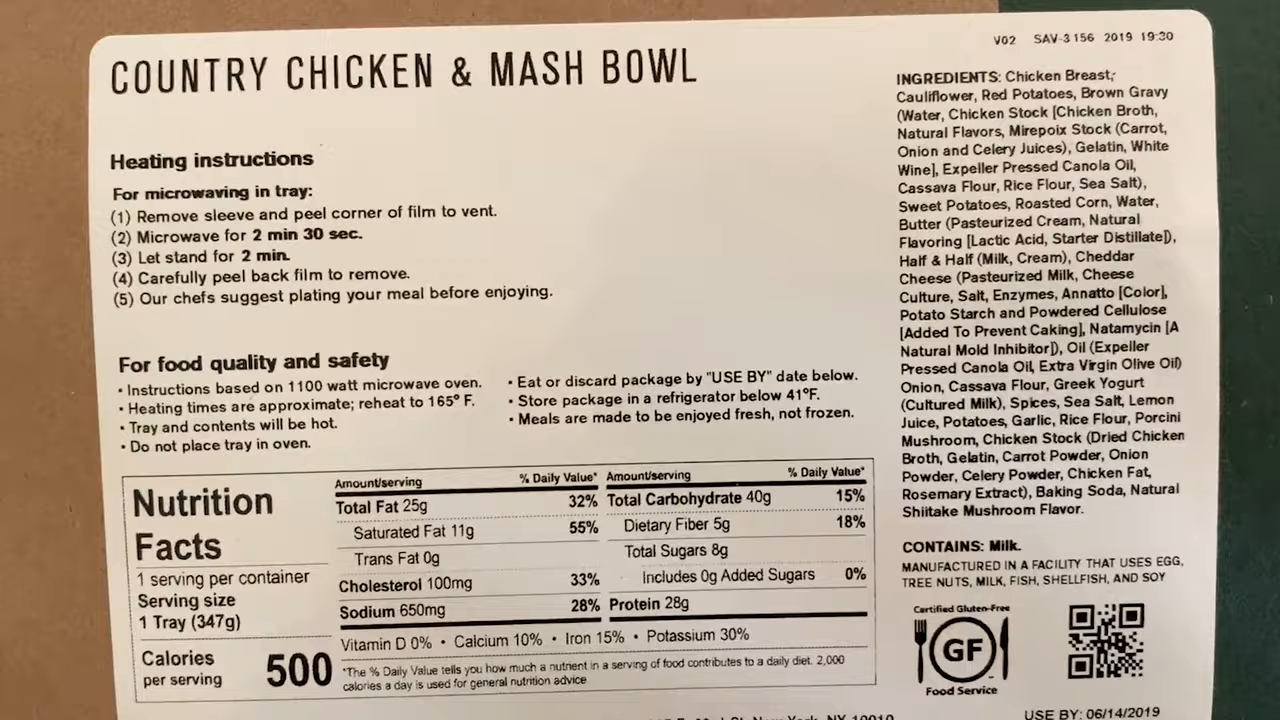 V02 SAV-3156 2019 19:30
COUNTRY CHICKEN & MASH BOWL
Heating instructions
For microwaving in tray:
(1) Remove sleeve and peel corner of film to vent.
(2) Microwave for 2 min 30 sec.
(3) Let stand for 2 min.
(4) Carefully peel back film to remove.
(5) Our chefs suggest plating your meal before enjoying.
For food quality and safety
• Instructions based on 1100 watt microwave oven.
• Heating times are approximate; reheat to 165° F.
• Tray and contents will be hot.
• Do not place tray in oven.
• Eat or discard package by "USE BY" date below.
• Store package in a refrigerator below 41°F.
• Meals are made to be enjoyed fresh, not frozen.
Nutrition
Facts
1 serving per container
Serving size
1 Tray (347g)
Calories
per serving 500
Amount/serving % Daily Value*
Total Fat 25g 32%
Saturated Fat 11g 55%
Trans Fat 0g
Cholesterol 100mg 33%
Sodium 650mg 28%
Amount/serving % Daily Value*
Total Carbohydrate 40g 15%
Dietary Fiber 5g 18%
Total Sugars 8g
Includes 0g Added Sugars 0%
Protein 28g
Vitamin D 0% • Calcium 10% • Iron 15% • Potassium 30%
*The % Daily Value tells you how much a nutrient in a serving of food contributes to a daily diet. 2,000
calories a day is used for general nutrition advice
INGREDIENTS: Chicken Breast,
Cauliflower, Red Potatoes, Brown Gravy
(Water, Chicken Stock [Chicken Broth,
Natural Flavors, Mirepoix Stock (Carrot,
Onion and Celery Juices), Gelatin, White
Wine], Expeller Pressed Canola Oil,
Cassava Flour, Rice Flour, Sea Salt),
Sweet Potatoes, Roasted Corn, Water,
Butter (Pasteurized Cream, Natural
Flavoring [Lactic Acid, Starter Distillate]),
Half & Half (Milk, Cream), Cheddar
Cheese (Pasteurized Milk, Cheese
Culture, Salt, Enzymes, Annatto [Color],
Potato Starch and Powdered Cellulose
[Added To Prevent Caking], Natamycin [A
Natural Mold Inhibitor]), Oil (Expeller
Pressed Canola Oil, Extra Virgin Olive Oil)
Onion, Cassava Flour, Greek Yogurt
(Cultured Milk), Spices, Sea Salt, Lemon
Juice, Potatoes, Garlic, Rice Flour, Porcini
Mushroom, Chicken Stock (Dried Chicken
Broth, Gelatin, Carrot Powder, Onion
Powder, Celery Powder, Chicken Fat,
Rosemary Extract), Baking Soda, Natural
Shiitake Mushroom Flavor.
CONTAINS: Milk.
MANUFACTURED IN A FACILITY THAT USES EGG,
TREE NUTS, MILK, FISH, SHELLFISH, AND SOY
Certified Gluten-Free
GF
Food Service
USE BY: 06/14/2019
New York, NY 10010